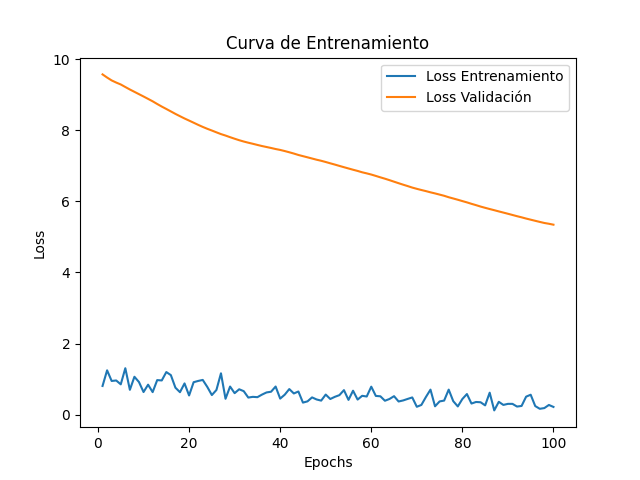 Curva de Entrenamiento
Loss Entrenamiento
Loss Validación
Loss
10
8
6
4
2
0
0 20 40 60 80 100
Epochs